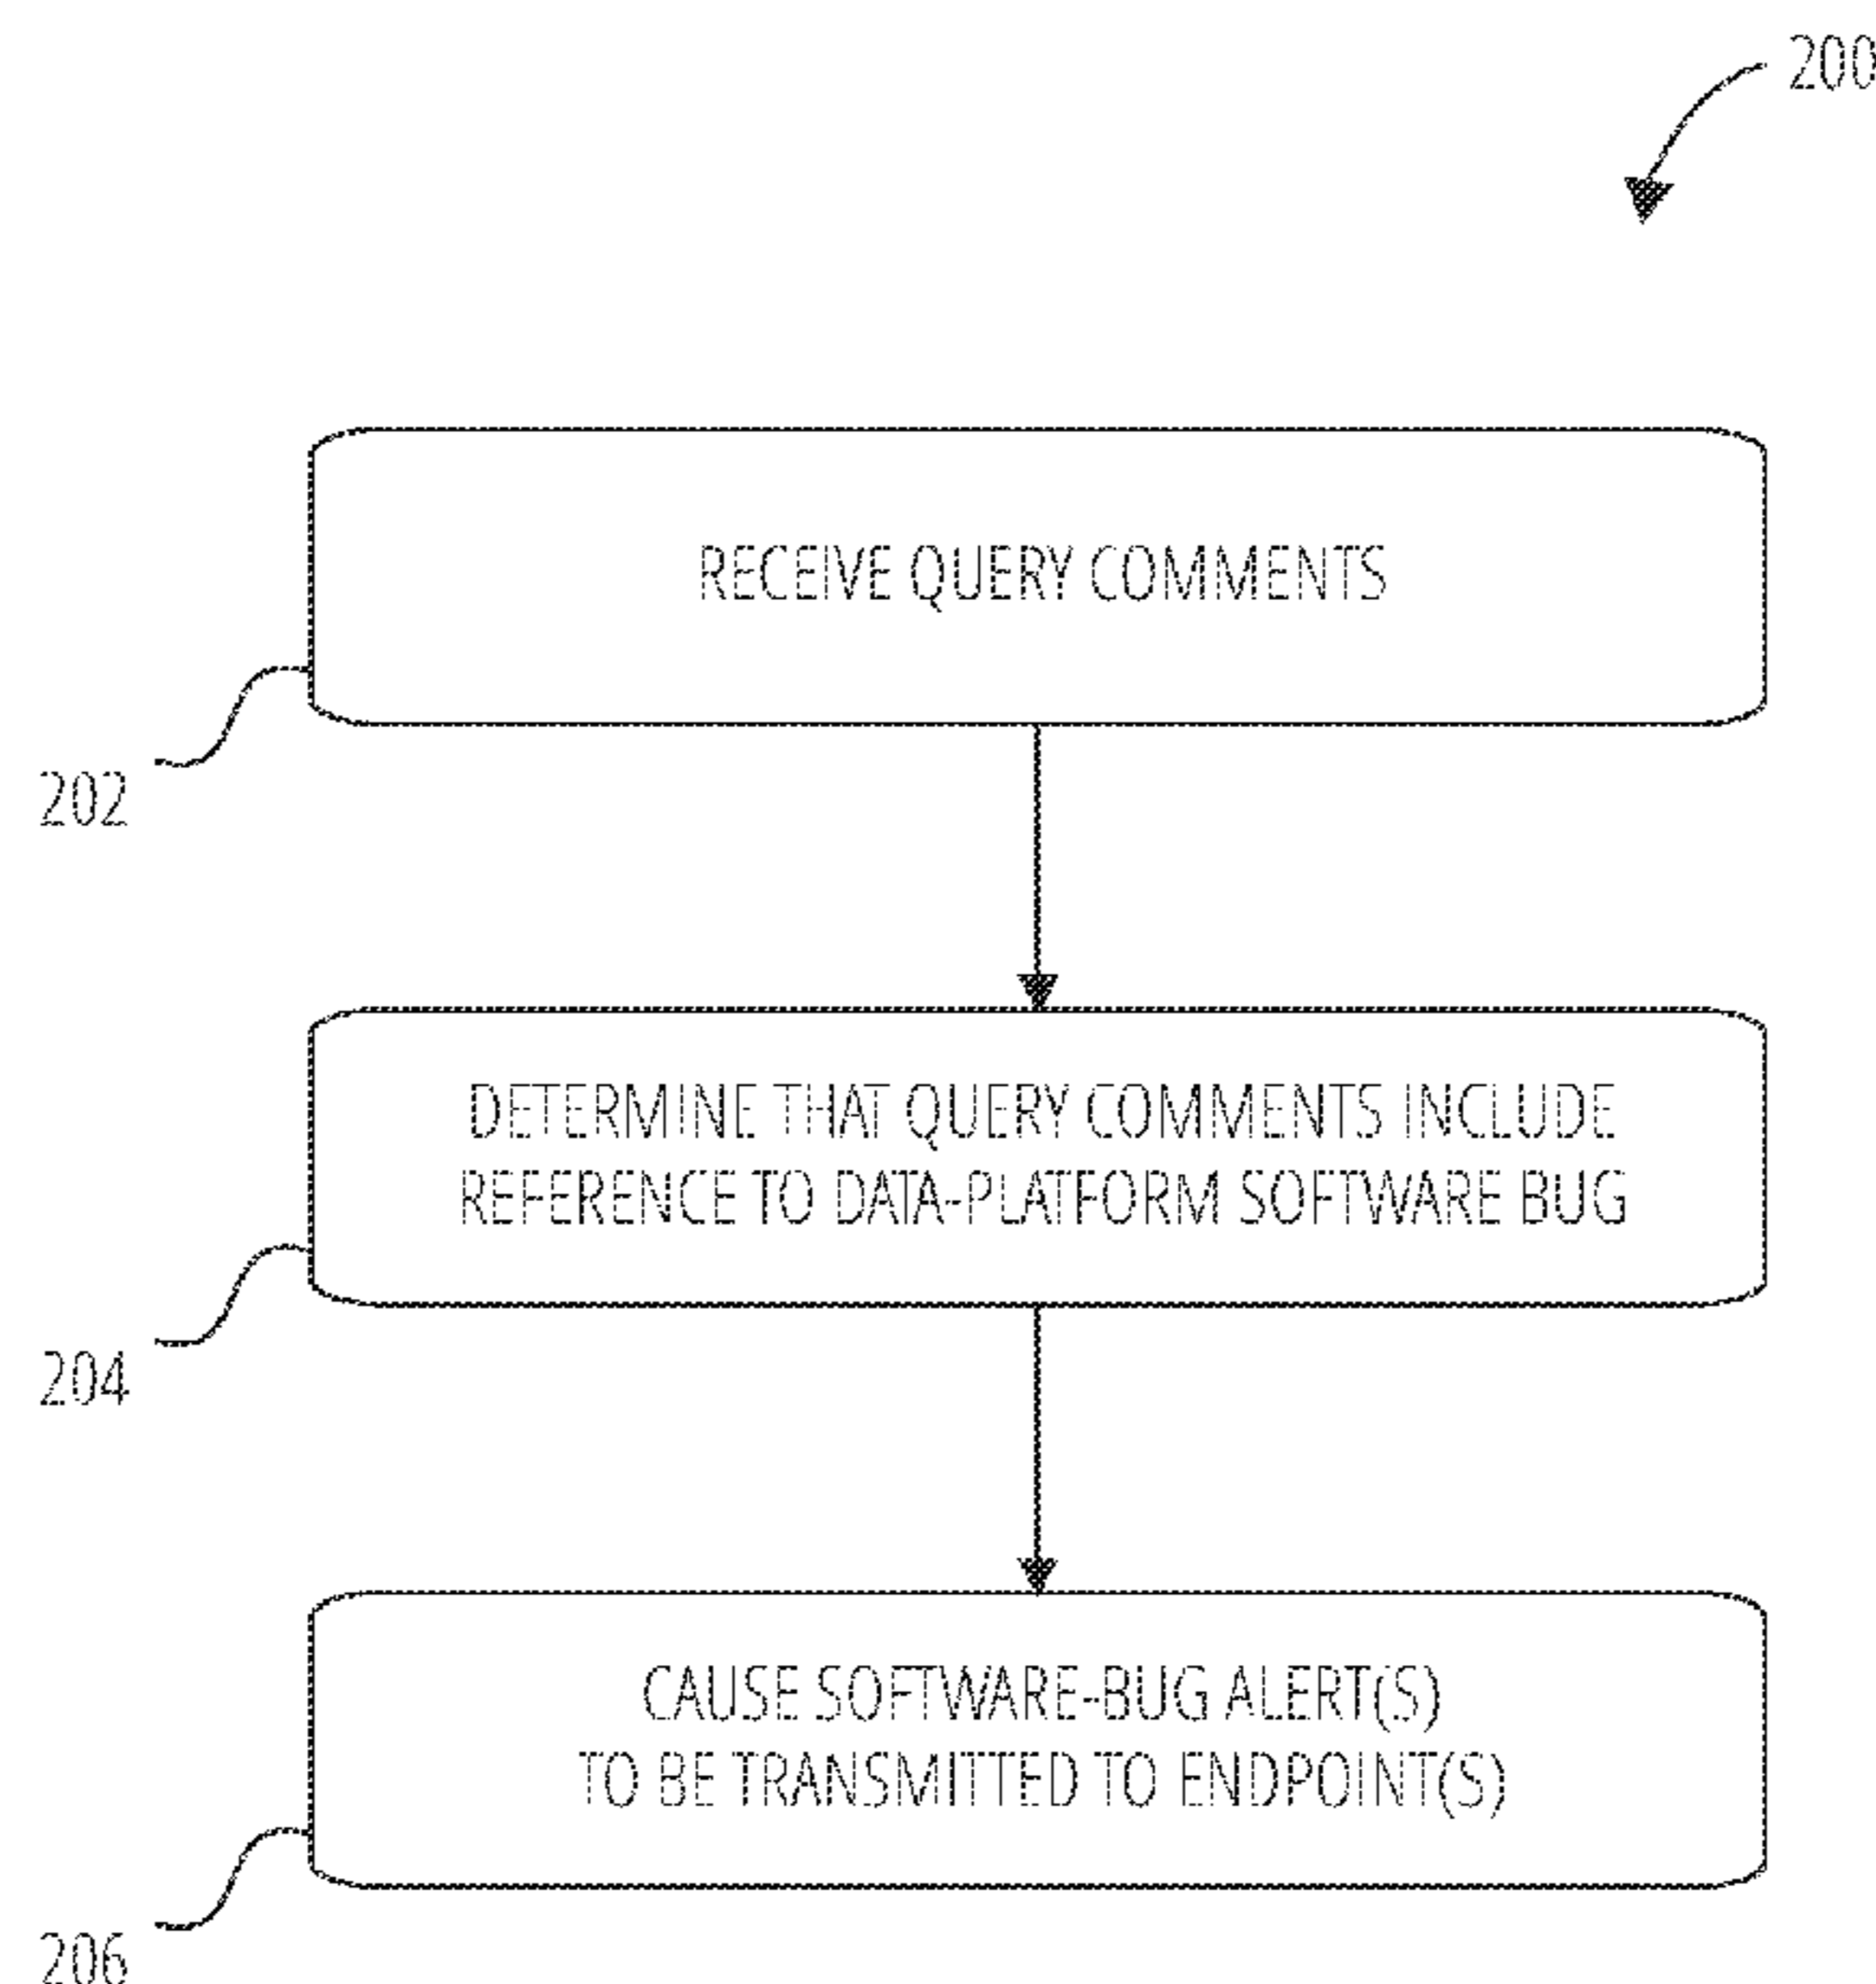 200
RECEIVE QUERY COMMENTS
202
DETERMINE THAT QUERY COMMENTS INCLUDE
REFERENCE TO DATA-PLATFORM SOFTWARE BUG
204
CAUSE SOFTWARE-BUG ALERT(S)
TO BE TRANSMITTED TO ENDPOINT(S)
206